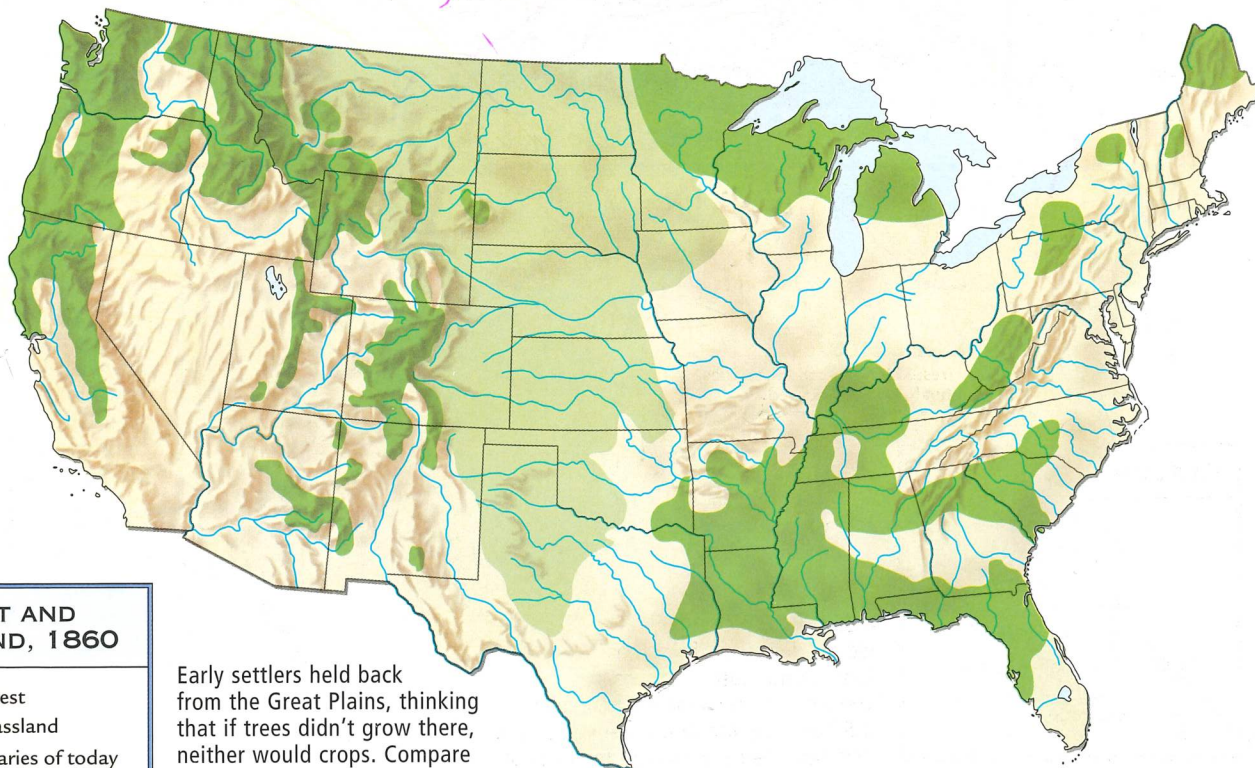 T AND
ND, 1860
est
assland
aries of today
Early settlers held back
from the Great Plains, thinking
that if trees didn't grow there,
neither would crops. Compare